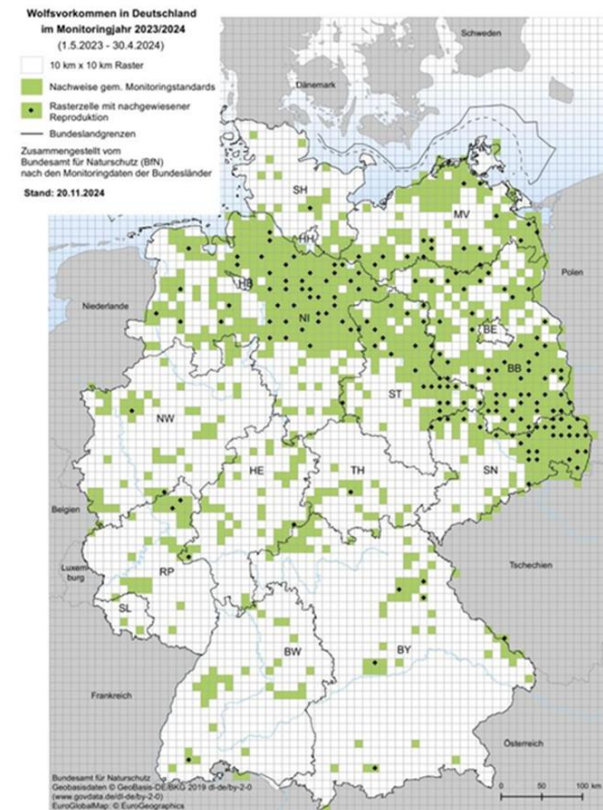 Wolfsvorkommen in Deutschland
im Monitoringjahr 2023/2024
(1.5.2023 - 30.4.2024)
10 km x 10 km Raster
Nachweise gem. Monitoringstandards
Rasterzelle mit nachgewiesener
Reproduktion
Bundeslandgrenzen
Zusammengestellt vom
Bundesamt für Naturschutz (BfN)
nach den Monitoringdaten der Bundesländer
Stand: 20.11.2024
Schweden
Dänemark
SH
MV
HH
Polen
HB
Niederlande
NI
BE
BB
ST
NW
HE
TH
SN
Belgien
Luxem-
burg
RP
Tschechien
SL
BW
BY
Frankreich
Österreich
Bundesamt für Naturschutz
Geobasisdaten © GeoBasis-DE/BKG 2019 dl-de/by-2-0
(www.govdata.de/dl-de/by-2-0)
EuroGlobalMap: © EuroGeographics
0 50 100 km